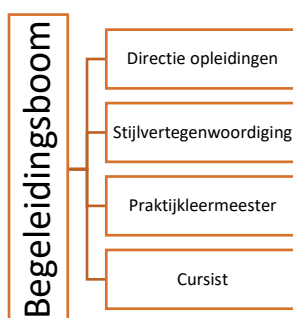 Begeleidingsboom
Directie opleidingen
Stijlvertegenwoordiging
Praktijkleermeester
Cursist